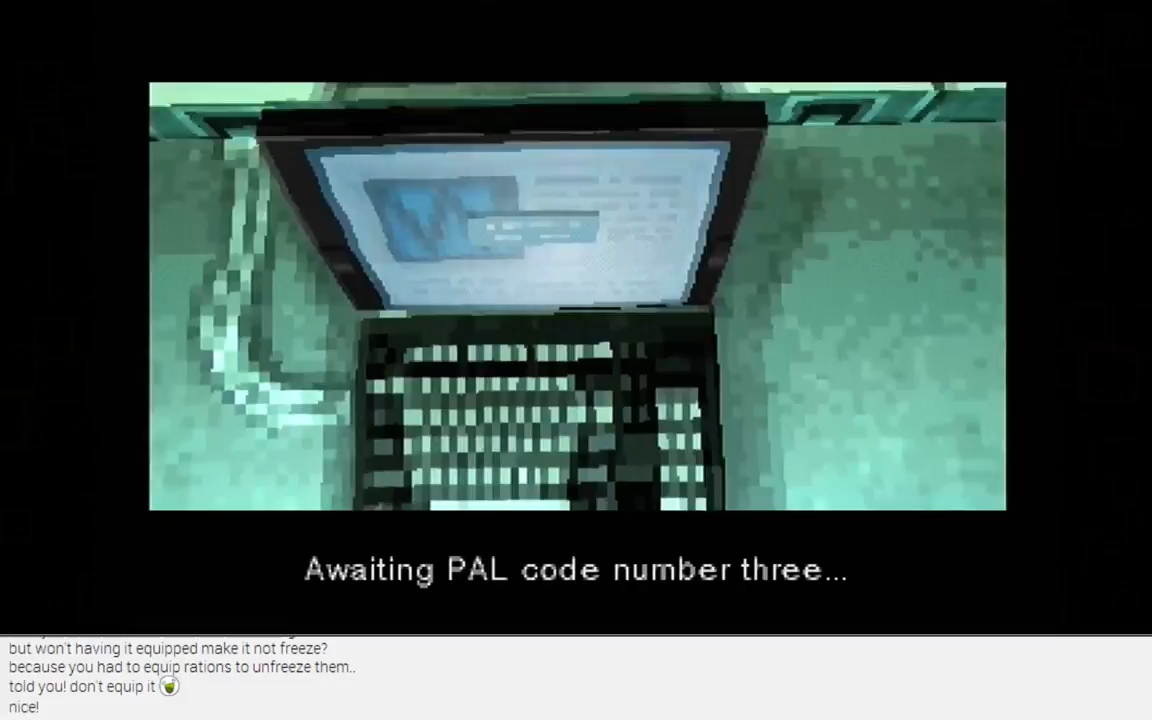 Awaiting PAL code number three...
but won't having it equipped make it not freeze?
because you had to equip rations to unfreeze them..
told you! don't equip it
nice!